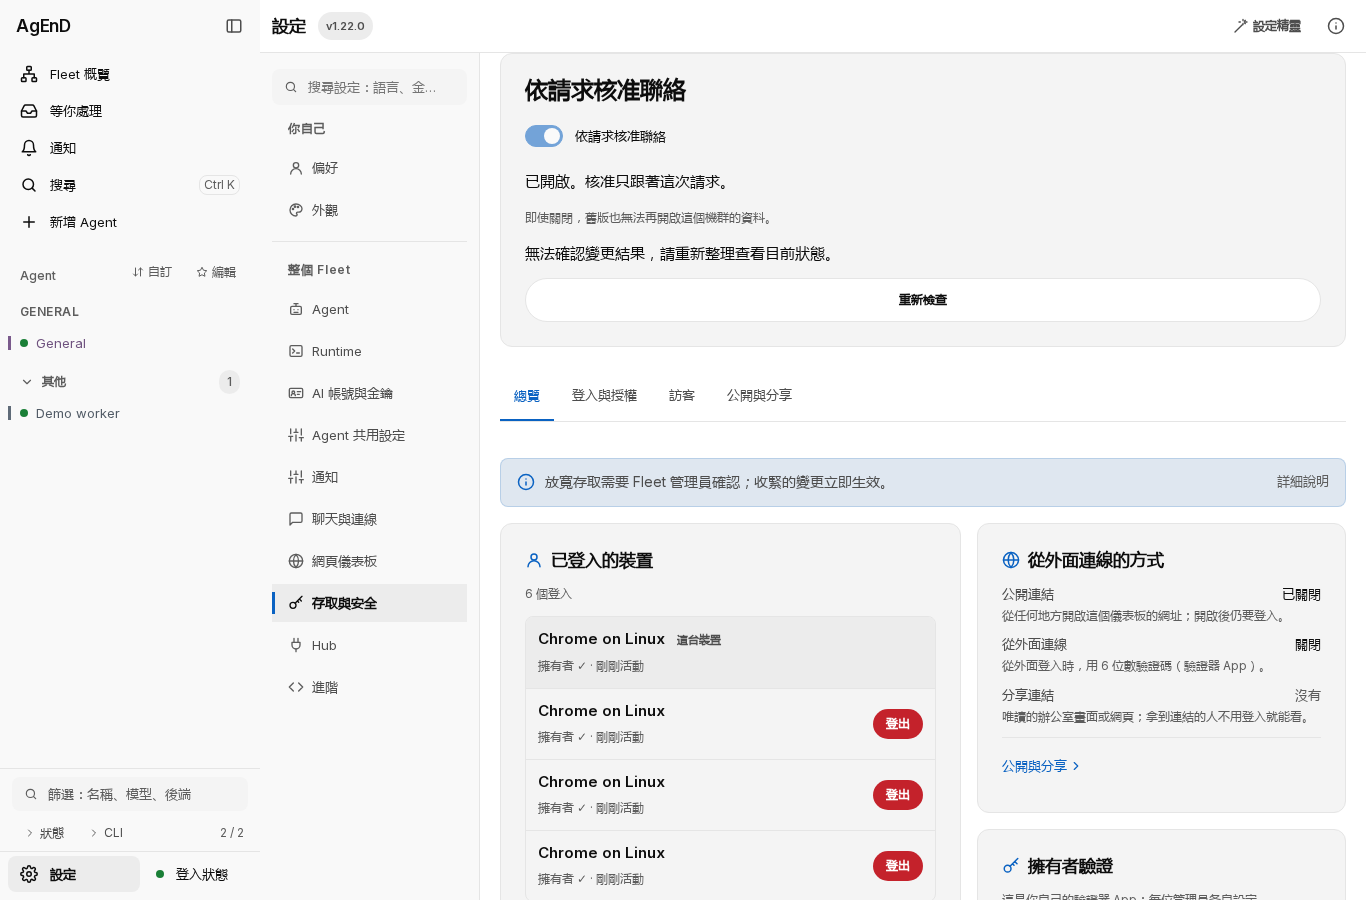 AgEnD
Fleet 概覽
等你處理
通知
搜尋
Ctrl K
新增 Agent
Agent
自訂
編輯
GENERAL
General
其他
1
Demo worker
篩選：名稱、模型、後端
狀態
CLI
2 / 2
設定
登入狀態
設定
v1.22.0
設定精靈
搜尋設定：語言、金…
你自己
偏好
外觀
整個 Fleet
Agent
Runtime
AI 帳號與金鑰
Agent 共用設定
通知
聊天與連線
網頁儀表板
存取與安全
Hub
進階
依請求核准聯絡
依請求核准聯絡
已開啟。核准只跟著這次請求。
即使關閉，舊版也無法再開啟這個機群的資料。
無法確認變更結果，請重新整理查看目前狀態。
重新檢查
總覽
登入與授權
訪客
公開與分享
放寬存取需要 Fleet 管理員確認；收緊的變更立即生效。
詳細說明
已登入的裝置
6 個登入
Chrome on Linux
這台裝置
擁有者 ✓ · 剛剛活動
Chrome on Linux
擁有者 ✓ · 剛剛活動
登出
Chrome on Linux
擁有者 ✓ · 剛剛活動
登出
Chrome on Linux
擁有者 ✓ · 剛剛活動
登出
從外面連線的方式
公開連結
已關閉
從任何地方開啟這個儀表板的網址；開啟後仍要登入。
從外面連線
關閉
從外面登入時，用 6 位數驗證碼（驗證器 App）。
分享連結
沒有
唯讀的辦公室畫面或網頁；拿到連結的人不用登入就能看。
公開與分享
擁有者驗證
這是你自己的驗證器 App；每位管理員各自設定。